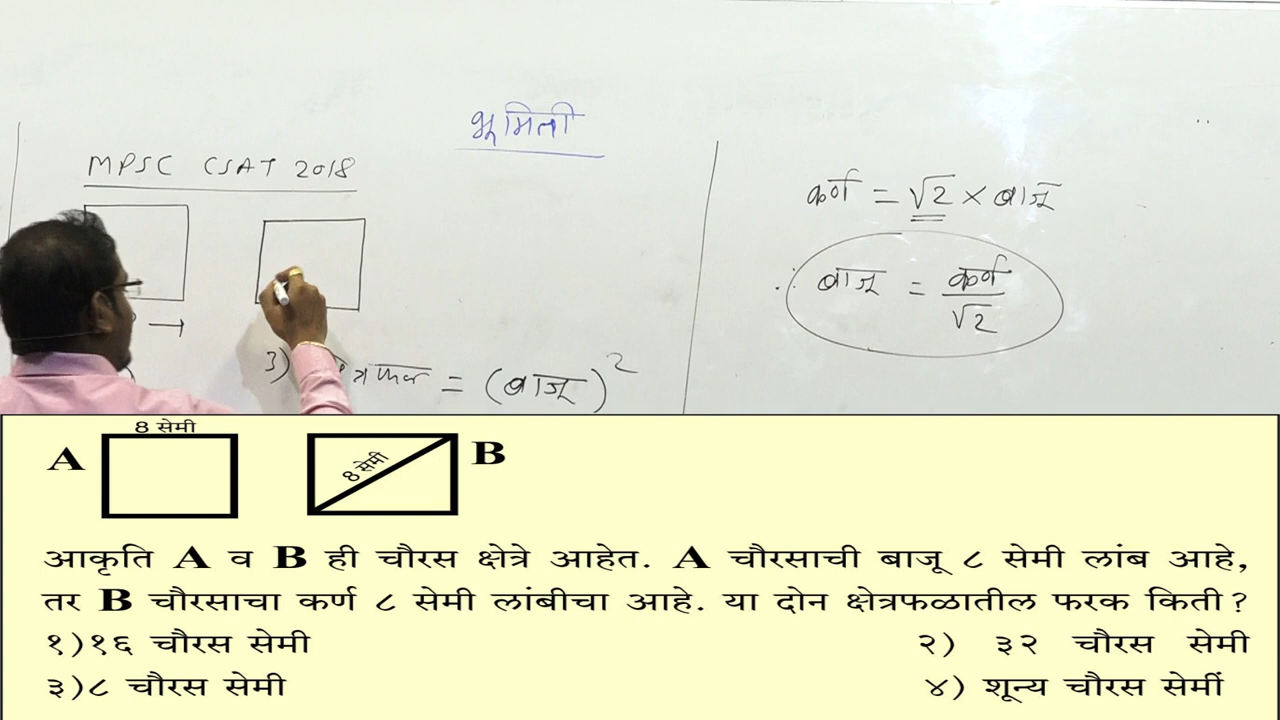 भूमिती
MPSC CSAT 2018
3) = (बाजू)²
कर्ण = √2 × बाजू
∴ बाजू = कर्ण / √2
8 सेमी
A
8 सेमी
B
आकृति A व B ही चौरस क्षेत्रे आहेत. A चौरसाची बाजू ८ सेमी लांब आहे,
तर B चौरसाचा कर्ण ८ सेमी लांबीचा आहे. या दोन क्षेत्रफळातील फरक किती?
१)१६ चौरस सेमी २) ३२ चौरस सेमी
३)८ चौरस सेमी ४) शून्य चौरस सेमीं